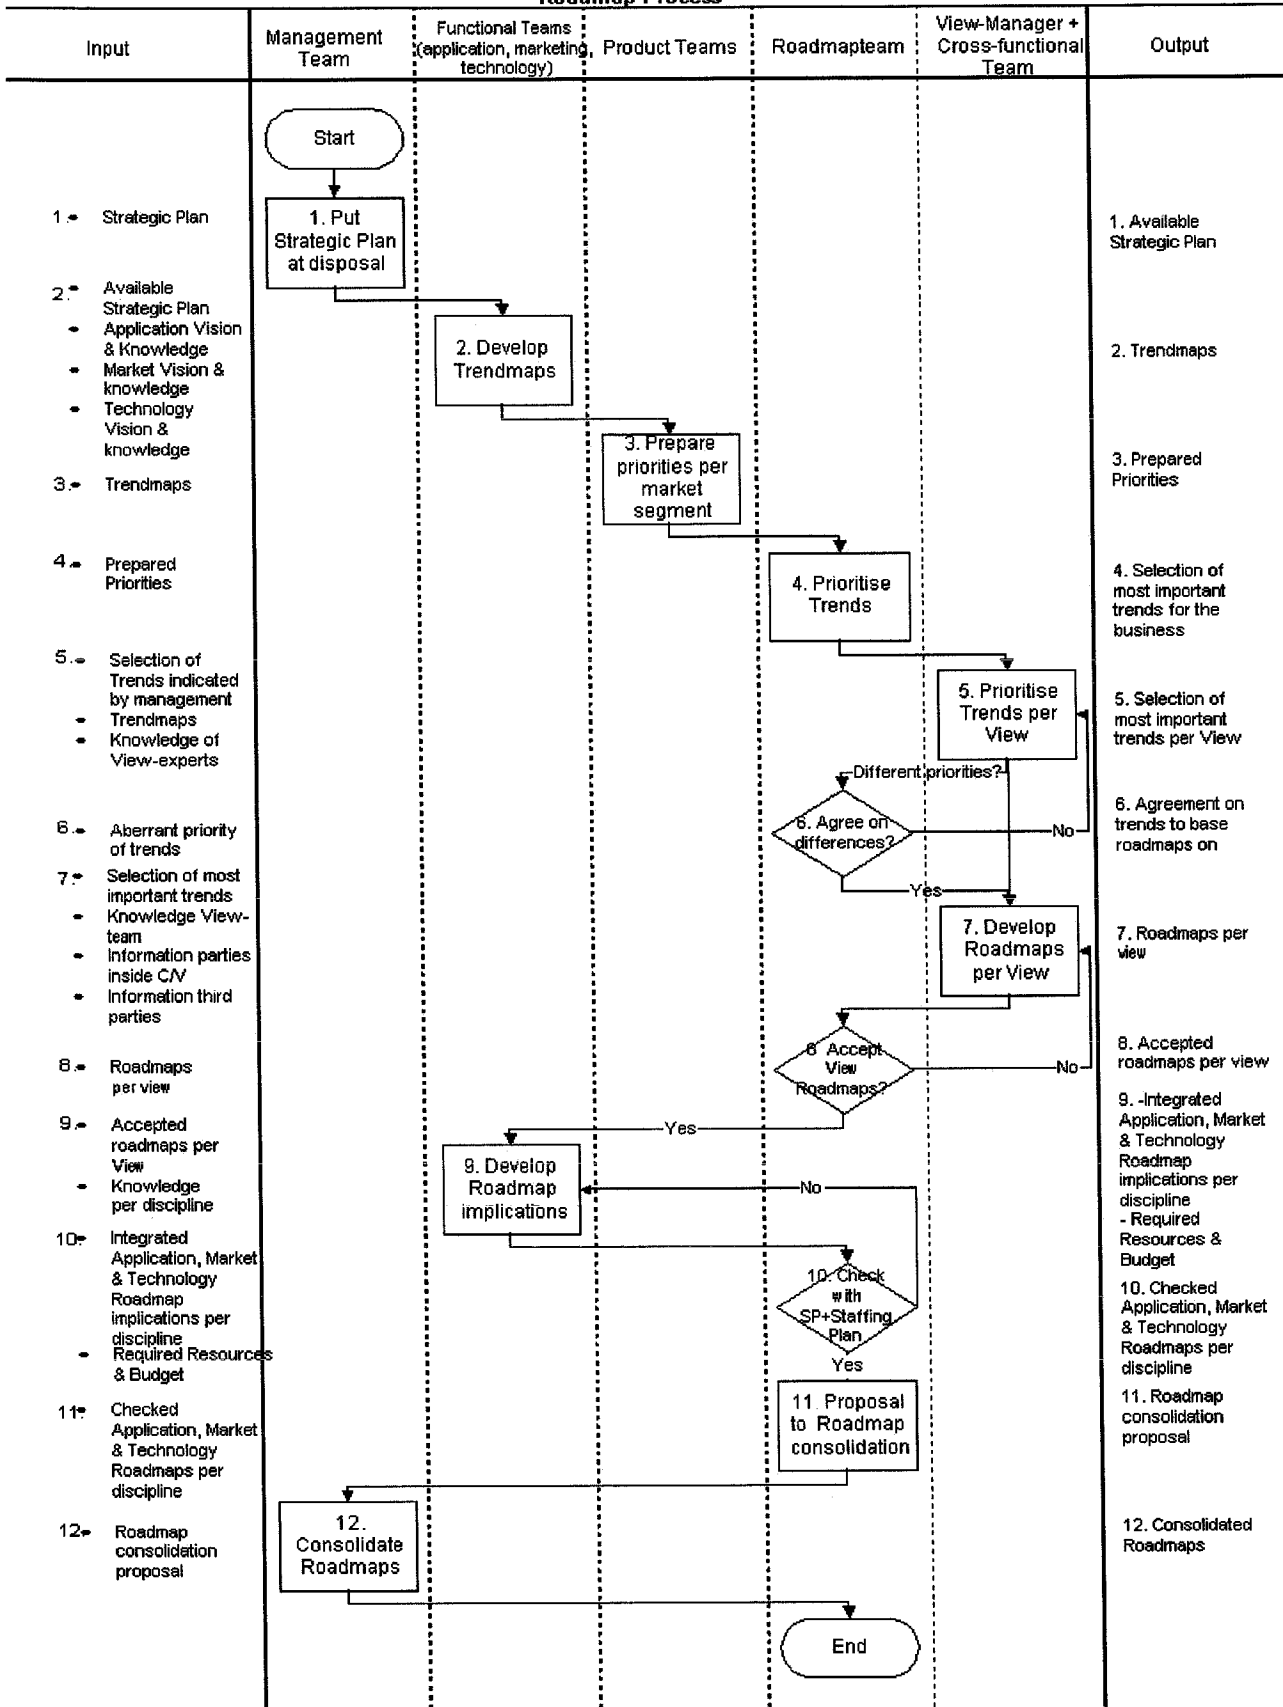 Roadmap Process
Input
Management
Team
Functional Teams
(application, marketing,
technology)
Product Teams
Roadmapteam
View-Manager +
Cross-functional
Team
Output
Start
1.• Strategic Plan
1. Put
Strategic Plan
at disposal
1. Available
Strategic Plan
2.• Available
Strategic Plan
• Application Vision
& Knowledge
• Market Vision &
knowledge
• Technology
Vision &
knowledge
2. Develop
Trendmaps
2. Trendmaps
3.• Trendmaps
3. Prepare
priorities per
market
segment
3. Prepared
Priorities
4.• Prepared
Priorities
4. Prioritise
Trends
4. Selection of
most important
trends for the
business
5.• Selection of
Trends indicated
by management
• Trendmaps
• Knowledge of
View-experts
5. Prioritise
Trends per
View
5. Selection of
most important
trends per View
Different priorities?
6.• Aberrant priority
of trends
6. Agree on
differences?
No
Yes
6. Agreement on
trends to base
roadmaps on
7.• Selection of most
important trends
• Knowledge View-
team
• Information parties
inside C/V
• Information third
parties
7. Develop
Roadmaps
per View
7. Roadmaps per
view
8.• Roadmaps
per view
6 Accept
View
Roadmaps?
No
Yes
8. Accepted
roadmaps per view
9.• Accepted
roadmaps per
View
• Knowledge
per discipline
9. Develop
Roadmap
implications
No
9. -Integrated
Application, Market
& Technology
Roadmap
implications per
discipline
- Required
Resources &
Budget
10• Integrated
Application, Market
& Technology
Roadmap
implications per
discipline
• Required Resources
& Budget
10. Check
with
SP+Staffing
Plan
Yes
10. Checked
Application, Market
& Technology
Roadmaps per
discipline
11• Checked
Application, Market
& Technology
Roadmaps per
discipline
11. Proposal
to Roadmap
consolidation
11. Roadmap
consolidation
proposal
12• Roadmap
consolidation
proposal
12.
Consolidate
Roadmaps
12. Consolidated
Roadmaps
End